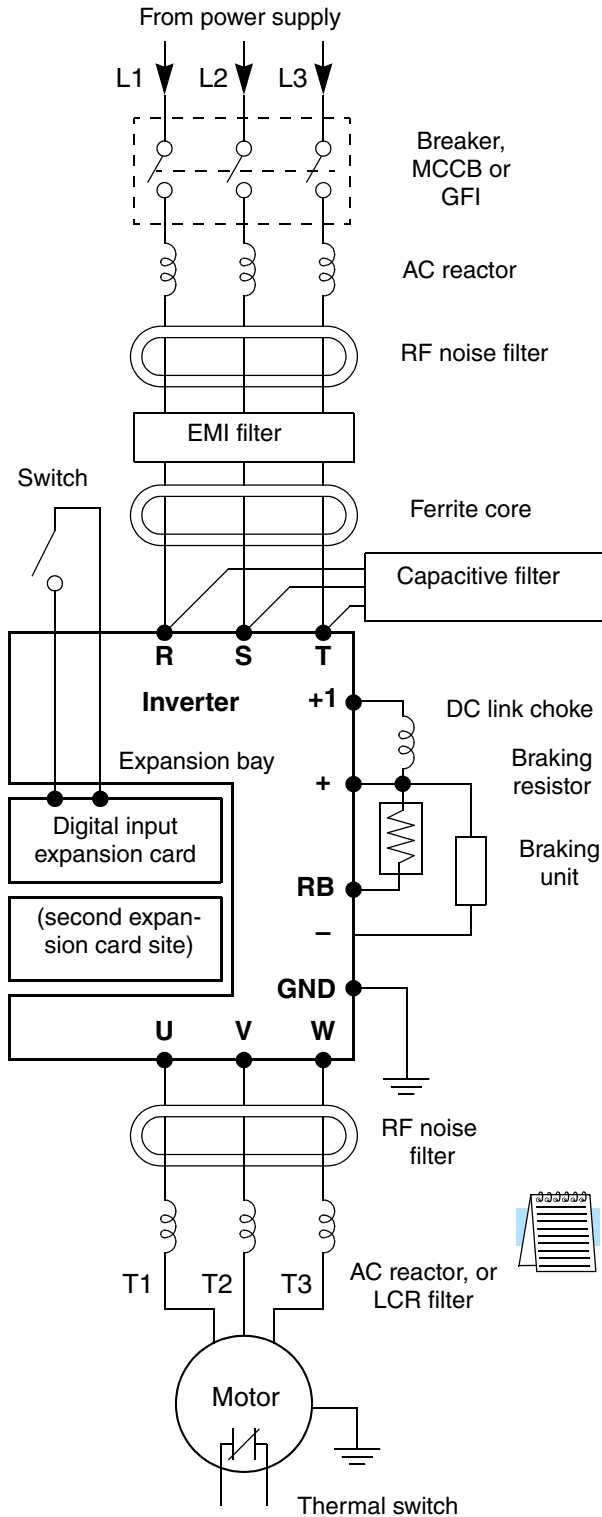 From power supply
L1
L2
L3
Breaker,
MCCB or
GFI
AC reactor
RF noise filter
EMI filter
Switch
Ferrite core
Capacitive filter
R
S
T
Inverter
+1
DC link choke
Expansion bay
+
Braking
resistor
Digital input
expansion card
Braking
unit
RB
(second expan-
sion card site)
–
GND
U
V
W
RF noise
filter
T1
T2
T3
AC reactor, or
LCR filter
Motor
Thermal switch